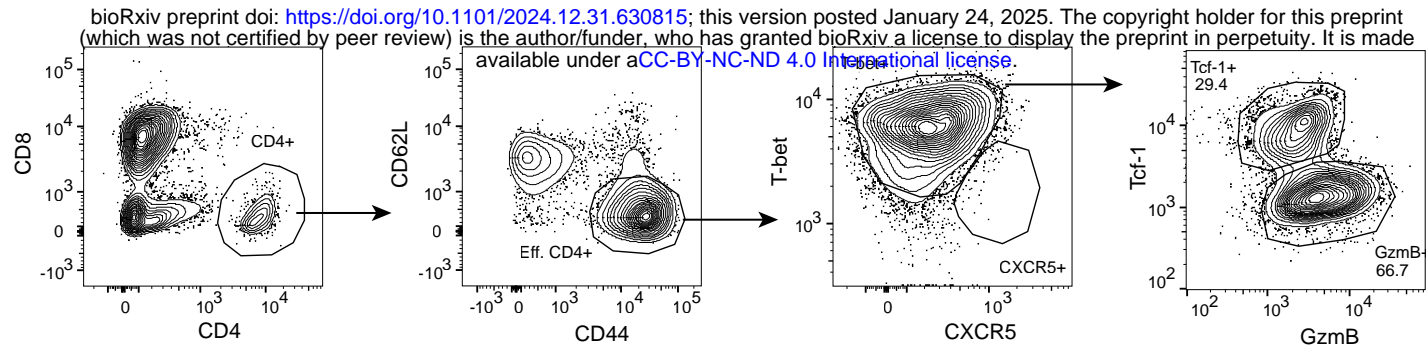 bioRxiv preprint doi: https://doi.org/10.1101/2024.12.31.630815; this version posted January 24, 2025. The copyright holder for this preprint
(which was not certified by peer review) is the author/funder, who has granted bioRxiv a license to display the preprint in perpetuity. It is made
available under aCC-BY-NC-ND 4.0 International license.
CD8
10^5
10^4
10^3
0
-10^3
CD4+
0 10^3 10^4
CD4
CD62L
10^5
10^4
10^3
0
-10^3
Eff. CD4+
-10^3 0 10^3 10^4 10^5
CD44
T-bet
T-bet+
10^4
10^3
CXCR5+
0 10^3
CXCR5
Tcf-1
Tcf-1+
29.4
10^4
10^3
10^2
GzmB+
66.7
10^2 10^3 10^4
GzmB